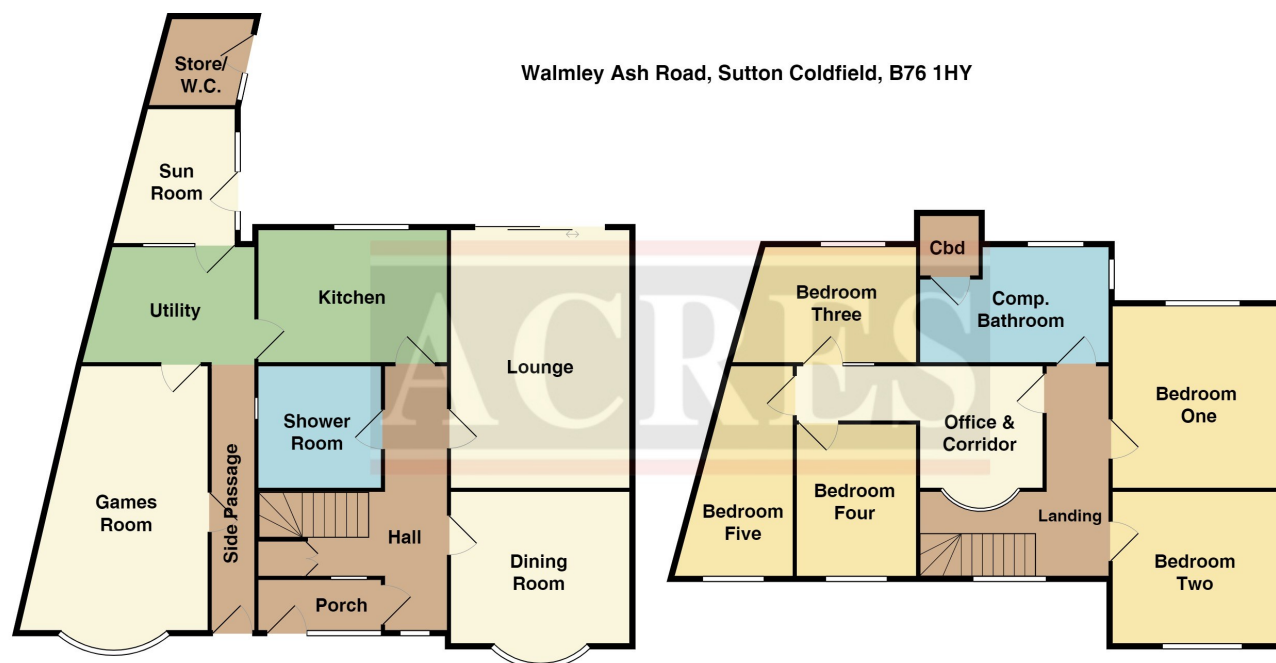 Walmley Ash Road, Sutton Coldfield, B76 1HY
Store/
W.C.
Sun
Room
Utility
Kitchen
Lounge
Shower
Room
Games
Room
Side Passage
Hall
Dining
Room
Porch
Cbd
Bedroom
Three
Comp.
Bathroom
Bedroom
One
Office &
Corridor
Bedroom
Four
Bedroom
Five
Landing
Bedroom
Two
ACRES